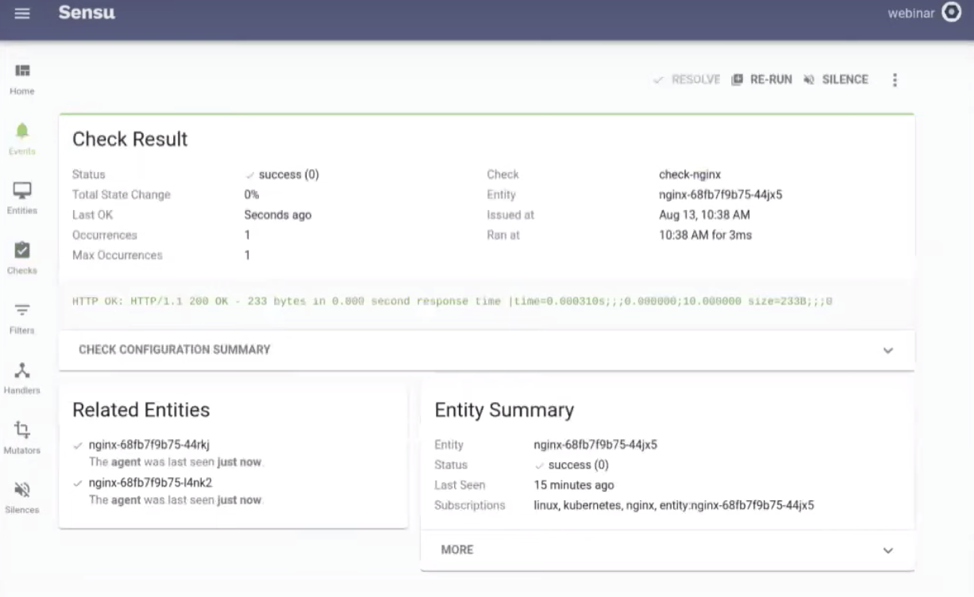 Sensu
webinar
Home
Events
Entities
Checks
Filters
Handlers
Mutators
Silences
RESOLVE RE-RUN SILENCE
Check Result
Status success (0)
Total State Change 0%
Last OK Seconds ago
Occurrences 1
Max Occurrences 1
Check check-nginx
Entity nginx-68fb7f9b75-44jx5
Issued at Aug 13, 10:38 AM
Ran at 10:38 AM for 3ms
HTTP OK: HTTP/1.1 200 OK - 233 bytes in 0.000 second response time |time=0.000310s;;;0.000000;10.000000 size=233B;;;0
CHECK CONFIGURATION SUMMARY
Related Entities
nginx-68fb7f9b75-44rkj
The agent was last seen just now.
nginx-68fb7f9b75-l4nk2
The agent was last seen just now.
Entity Summary
Entity nginx-68fb7f9b75-44jx5
Status success (0)
Last Seen 15 minutes ago
Subscriptions linux, kubernetes, nginx, entity:nginx-68fb7f9b75-44jx5
MORE